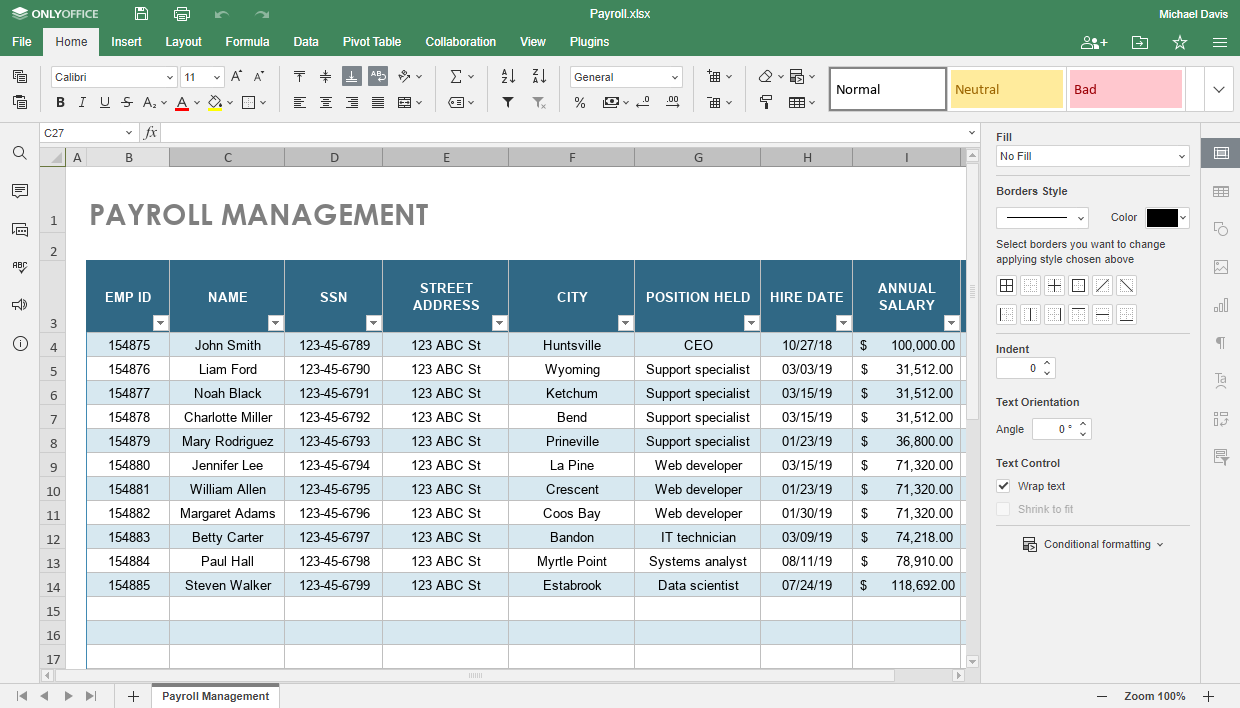 ONLYOFFICE Payroll.xlsx Michael Davis
File Home Insert Layout Formula Data Pivot Table Collaboration View Plugins
Calibri 11 General
Normal Neutral Bad
C27 fx
A B C D E F G H I
PAYROLL MANAGEMENT
1
2
3 EMP ID NAME SSN STREET ADDRESS CITY POSITION HELD HIRE DATE ANNUAL SALARY
4 154875 John Smith 123-45-6789 123 ABC St Huntsville CEO 10/27/18 $ 100,000.00
5 154876 Liam Ford 123-45-6790 123 ABC St Wyoming Support specialist 03/03/19 $ 31,512.00
6 154877 Noah Black 123-45-6791 123 ABC St Ketchum Support specialist 03/15/19 $ 31,512.00
7 154878 Charlotte Miller 123-45-6792 123 ABC St Bend Support specialist 03/15/19 $ 31,512.00
8 154879 Mary Rodriguez 123-45-6793 123 ABC St Prineville Support specialist 01/23/19 $ 36,800.00
9 154880 Jennifer Lee 123-45-6794 123 ABC St La Pine Web developer 03/15/19 $ 71,320.00
10 154881 William Allen 123-45-6795 123 ABC St Crescent Web developer 01/23/19 $ 71,320.00
11 154882 Margaret Adams 123-45-6796 123 ABC St Coos Bay Web developer 01/30/19 $ 71,320.00
12 154883 Betty Carter 123-45-6797 123 ABC St Bandon IT technician 03/09/19 $ 74,218.00
13 154884 Paul Hall 123-45-6798 123 ABC St Myrtle Point Systems analyst 08/11/19 $ 78,910.00
14 154885 Steven Walker 123-45-6799 123 ABC St Estabrook Data scientist 07/24/19 $ 118,692.00
15
16
17
Fill
No Fill
Borders Style
Color
Select borders you want to change
applying style chosen above
Indent
0
Text Orientation
Angle 0 °
Text Control
Wrap text
Shrink to fit
Conditional formatting
Payroll Management Zoom 100%